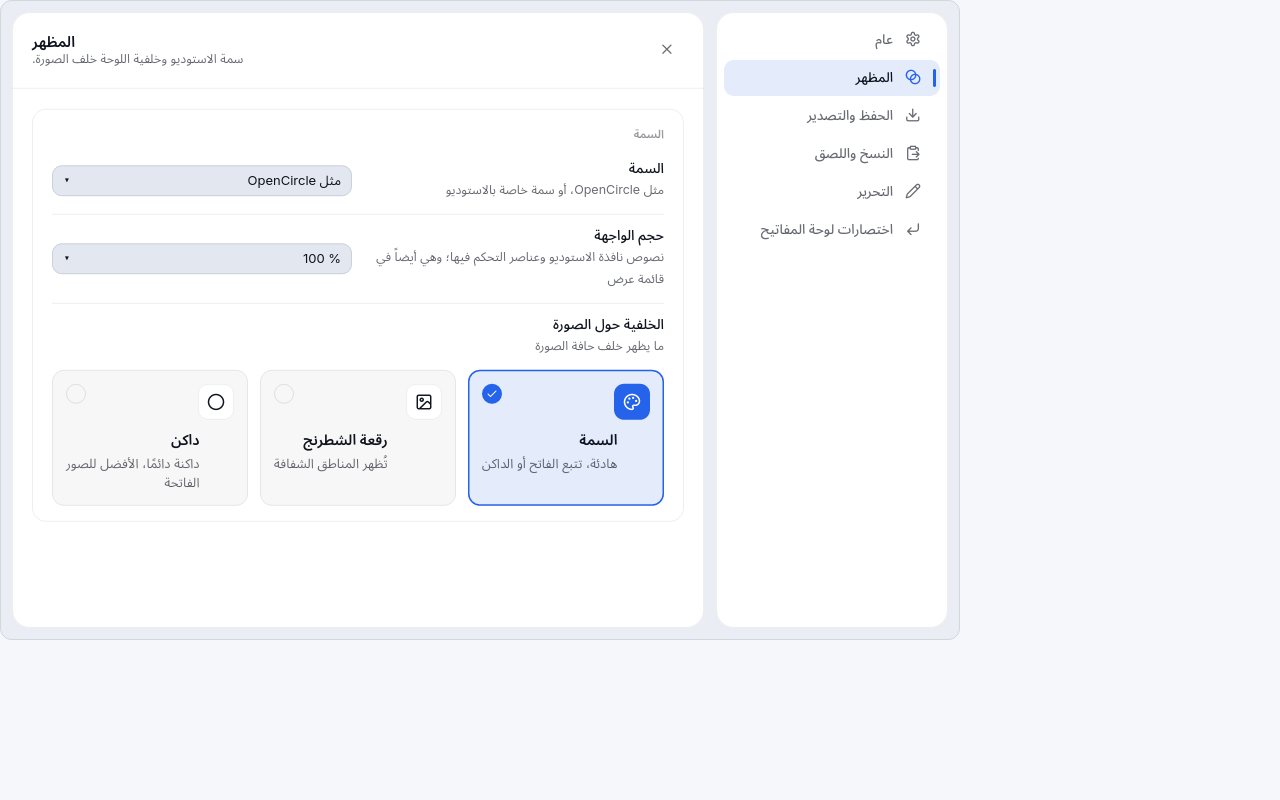 عام
المظهر
الحفظ والتصدير
النسخ واللصق
التحرير
اختصارات لوحة المفاتيح
المظهر
سمة الاستوديو وخلفية اللوحة خلف الصورة.
السمة
السمة
مثل OpenCircle، أو سمة خاصة بالاستوديو
مثل OpenCircle
حجم الواجهة
نصوص نافذة الاستوديو وعناصر التحكم فيها؛ وهي أيضاً في
قائمة عرض
100 %
الخلفية حول الصورة
ما يظهر خلف حافة الصورة
السمة
هادئة، تتبع الفاتح أو الداكن
رقعة الشطرنج
تُظهر المناطق الشفافة
داكن
داكنة دائمًا، الأفضل للصور
الفاتحة